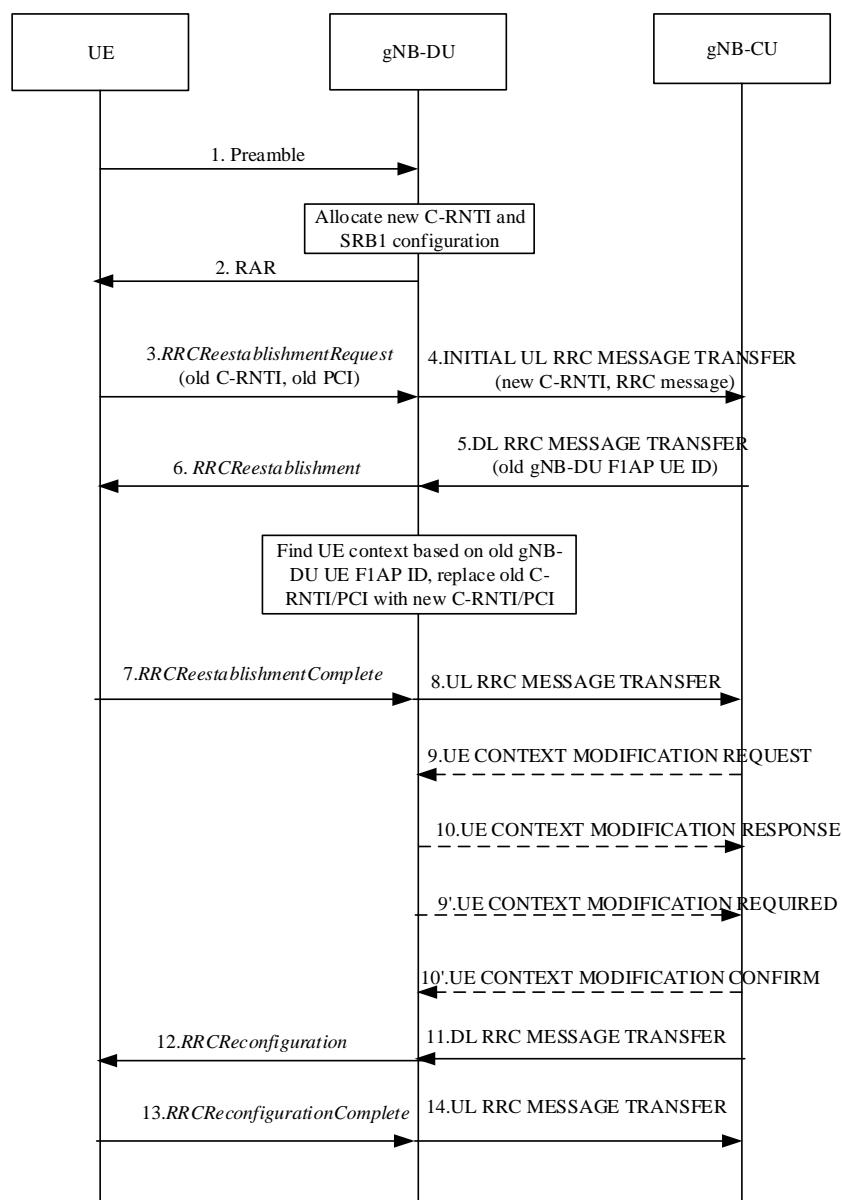 UE
gNB-DU
gNB-CU
1. Preamble
Allocate new C-RNTI and
SRB1 configuration
2. RAR
3.RRCReestablishmentRequest
(old C-RNTI, old PCI)
4.INITIAL UL RRC MESSAGE TRANSFER
(new C-RNTI, RRC message)
5.DL RRC MESSAGE TRANSFER
(old gNB-DU F1AP UE ID)
6. RRCReestablishment
Find UE context based on old gNB-
DU UE F1AP ID, replace old C-
RNTI/PCI with new C-RNTI/PCI
7.RRCReestablishmentComplete
8.UL RRC MESSAGE TRANSFER
9.UE CONTEXT MODIFICATION REQUEST
10.UE CONTEXT MODIFICATION RESPONSE
9'.UE CONTEXT MODIFICATION REQUIRED
10'.UE CONTEXT MODIFICATION CONFIRM
11.DL RRC MESSAGE TRANSFER
12.RRCReconfiguration
13.RRCReconfigurationComplete
14.UL RRC MESSAGE TRANSFER